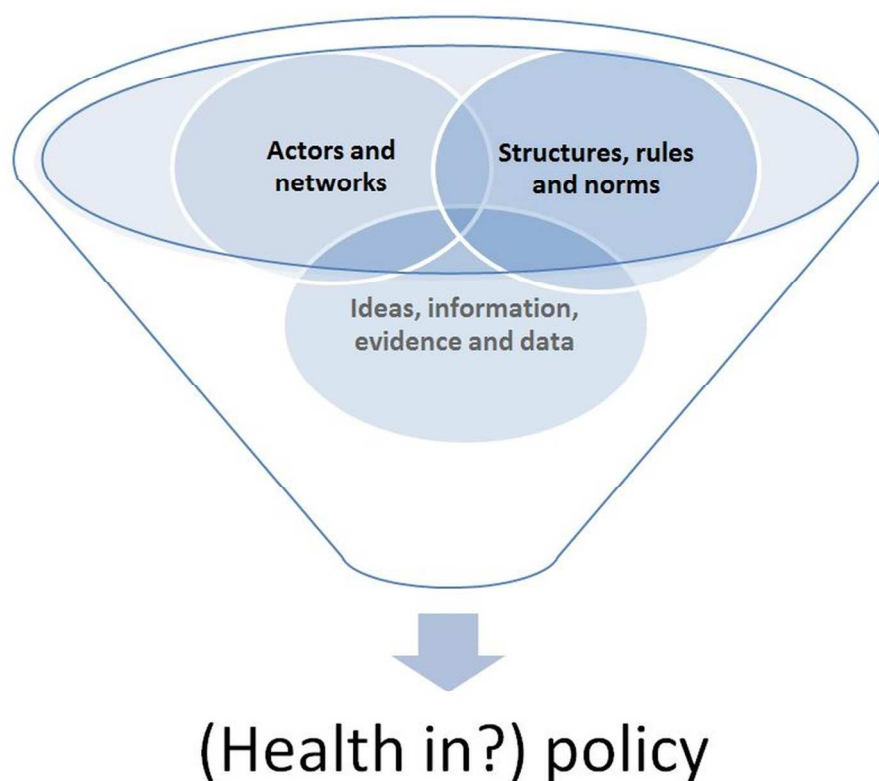 Actors and
networks
Structures, rules
and norms
Ideas, information,
evidence and data
(Health in?) policy